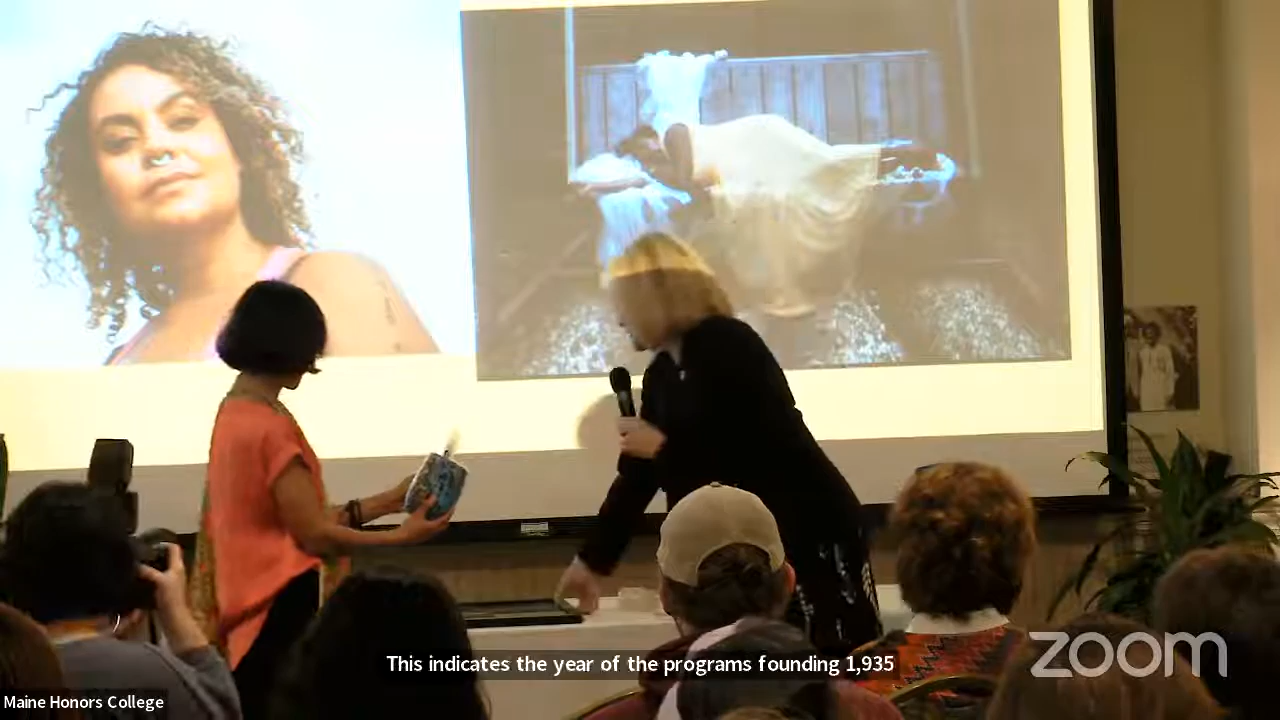 This indicates the year of the programs founding 1,935
zoom
Maine Honors College